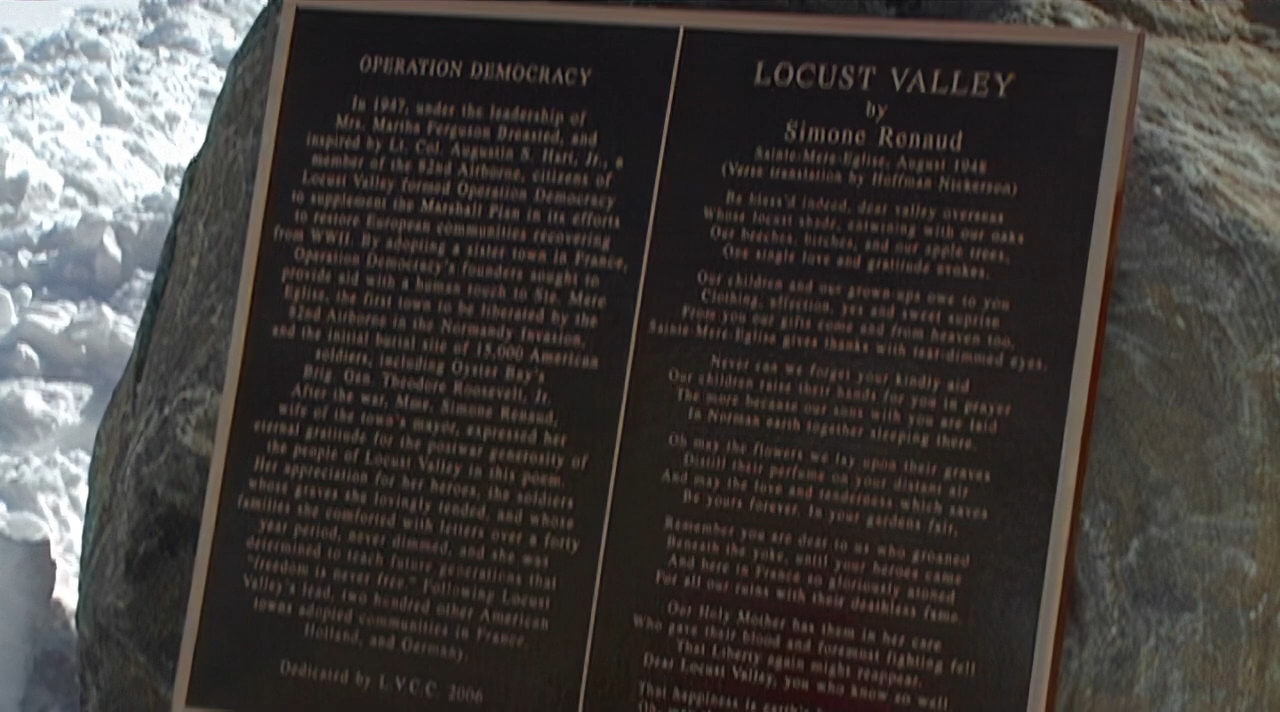 OPERATION DEMOCRACY
In 1947, under the leadership of
Mrs. Martha Ferguson Breasted, and
inspired by Lt. Col. Augustin S. Hart, Jr., a
member of the 82nd Airborne, citizens of
Locust Valley formed Operation Democracy
to supplement the Marshall Plan in its efforts
to restore European communities recovering
from WWII. By adopting a sister town in France,
Operation Democracy's founders sought to
provide aid with a human touch to Ste. Mere
Eglise, the first town to be liberated by the
82nd Airborne in the Normandy Invasion,
and the initial burial site of 15,000 American
soldiers, including Oyster Bay's
Brig. Gen. Theodore Roosevelt, Jr.
After the war, Mme. Simone Renaud,
wife of the town's mayor, expressed her
eternal gratitude for the postwar generosity of
the people of Locust Valley in this poem.
Her appreciation for her heroes, the soldiers
whose graves she lovingly tended, and whose
families she comforted with letters over a forty
year period, never dimmed, and she was
determined to teach future generations that
"freedom is never free." Following Locust
Valley's lead, two hundred other American
towns adopted communities in France,
Holland, and Germany.
Dedicated by L.V.C.C. 2006
LOCUST VALLEY
by
Simone Renaud
Sainte-Mere-Eglise, August 1948
(Verse translation by Hoffman Nickerson)
Be bless'd indeed, dear valley overseas
Whose locust shade, entwining with our oaks
Our beeches, birches, and our apple trees,
One single love and gratitude evokes.
Our children and our grown-ups owe to you
Clothing, affection, yes and sweet suprise
From you our gifts come and from heaven too,
Sainte-Mere-Eglise gives thanks with tear-dimmed eyes.
Never can we forget your kindly aid
Our children raise their hands for you in prayer
The more because our sons with you are laid
In Norman earth together sleeping there.
Oh may the flowers we lay upon their graves
Distill their perfume on your distant air
And may the love and tenderness which saves
Be yours forever. In your gardens fair,
Remember you are dear to us who groaned
Beneath the yoke, until your heroes came
And here in France so gloriously atoned
For all our ruins with their deathless fame.
Our Holy Mother has them in her care
Who gave their blood and foremost fighting fell
That Liberty again might reappear.
Dear Locust Valley, you who know so well
That happiness is earth's